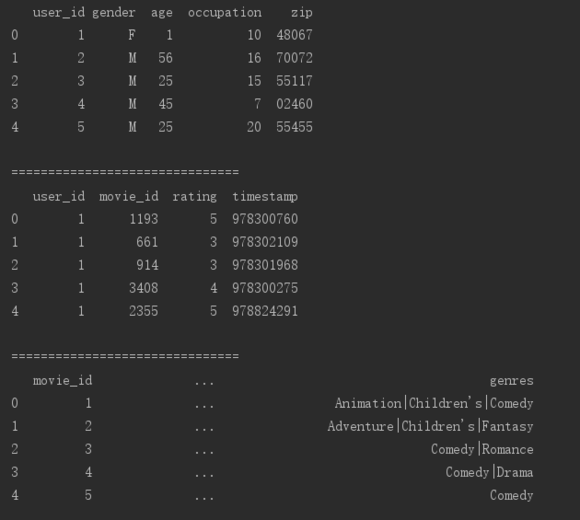 user_id gender age occupation zip
0 1 F 1 10 48067
1 2 M 56 16 70072
2 3 M 25 15 55117
3 4 M 45 7 02460
4 5 M 25 20 55455
==============================
user_id movie_id rating timestamp
0 1 1193 5 978300760
1 1 661 3 978302109
2 1 914 3 978301968
3 1 3408 4 978300275
4 1 2355 5 978824291
==============================
movie_id ... genres
0 1 ... Animation|Children's|Comedy
1 2 ... Adventure|Children's|Fantasy
2 3 ... Comedy|Romance
3 4 ... Comedy|Drama
4 5 ... Comedy